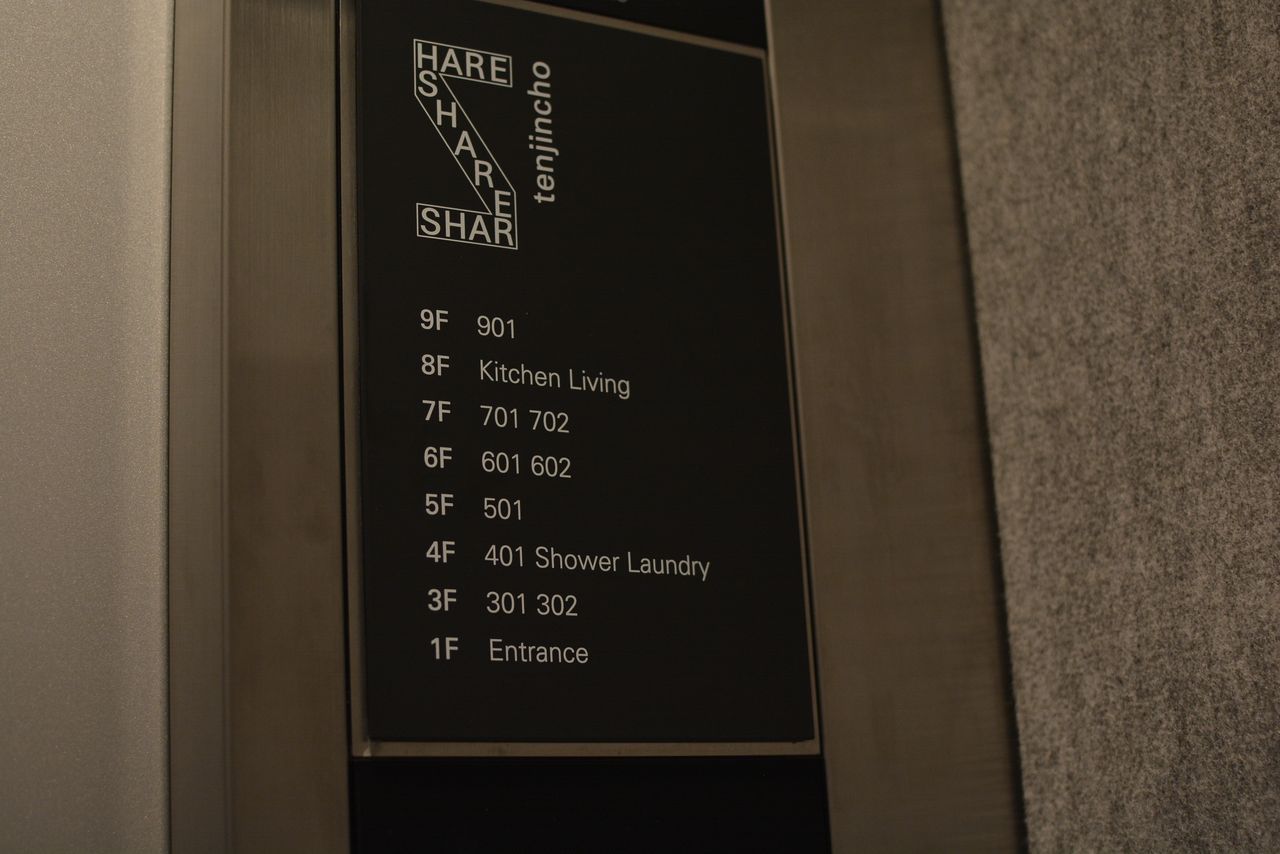 HARE
SHARE
SHAR
tenjincho
9F 901
8F Kitchen Living
7F 701 702
6F 601 602
5F 501
4F 401 Shower Laundry
3F 301 302
1F Entrance